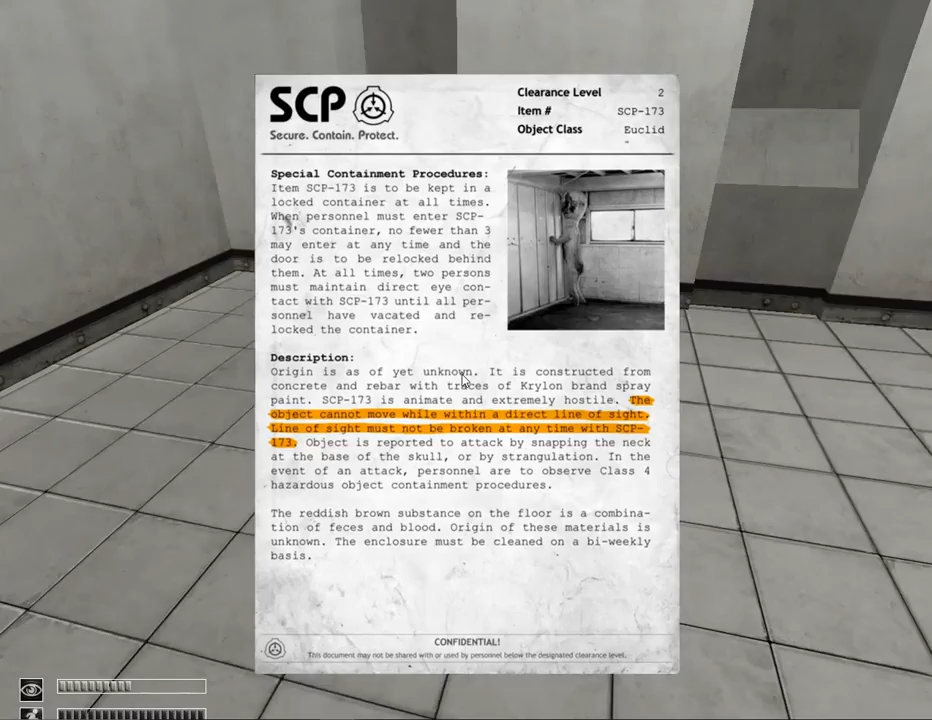 SCP
Secure. Contain. Protect.
Clearance Level 2
Item # SCP-173
Object Class Euclid
Special Containment Procedures:
Item SCP-173 is to be kept in a
locked container at all times.
When personnel must enter SCP-
173's container, no fewer than 3
may enter at any time and the
door is to be relocked behind
them. At all times, two persons
must maintain direct eye con-
tact with SCP-173 until all per-
sonnel have vacated and re-
locked the container.
Description:
Origin is as of yet unknown. It is constructed from
concrete and rebar with traces of Krylon brand spray
paint. SCP-173 is animate and extremely hostile. The
object cannot move while within a direct line of sight.
Line of sight must not be broken at any time with SCP-
173. Object is reported to attack by snapping the neck
at the base of the skull, or by strangulation. In the
event of an attack, personnel are to observe Class 4
hazardous object containment procedures.
The reddish brown substance on the floor is a combina-
tion of feces and blood. Origin of these materials is
unknown. The enclosure must be cleaned on a bi-weekly
basis.
CONFIDENTIAL!
This document may not be shared with or used by personnel below the designated clearance level.